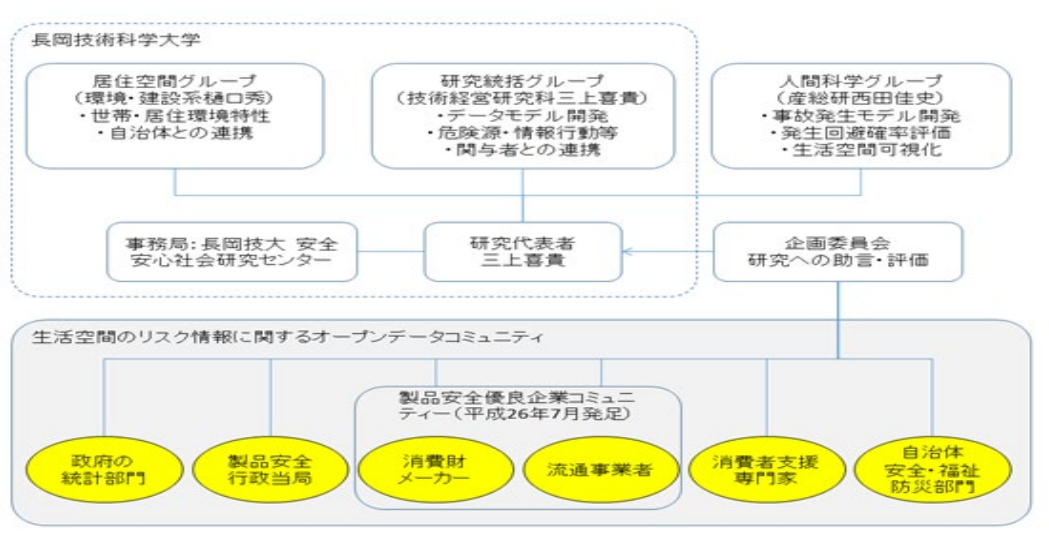 長岡技術科学大学
居住空間グループ
(環境・建設系樋口秀)
・世帯・居住環境特性
・自治体との連携
研究統括グループ
(技術経営研究科三上喜貴)
・データモデル開発
・危険源・情報行動等
・関与者との連携
人間科学グループ
(産総研西田佳史)
・事故発生モデル開発
・発生回避確率評価
・生活空間可視化
事務局:長岡技大 安全
安心社会研究センター
研究代表者
三上喜貴
企画委員会
研究への助言・評価
生活空間のリスク情報に関するオープンデータコミュニティ
製品安全優良企業コミュニ
ティー(平成26年7月発足)
政府の
統計部門
製品安全
行政当局
消費財
メーカー
流通事業者
消費者支援
専門家
自治体
安全・福祉
防災部門